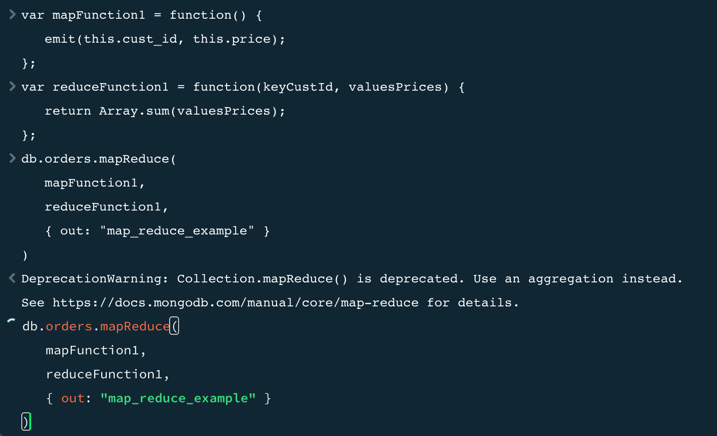 var mapFunction1 = function() {
   emit(this.cust_id, this.price);
};
var reduceFunction1 = function(keyCustId, valuesPrices) {
   return Array.sum(valuesPrices);
};
db.orders.mapReduce(
   mapFunction1,
   reduceFunction1,
   { out: "map_reduce_example" }
)
DeprecationWarning: Collection.mapReduce() is deprecated. Use an aggregation instead.
See https://docs.mongodb.com/manual/core/map-reduce for details.
db.orders.mapReduce(
   mapFunction1,
   reduceFunction1,
   { out: "map_reduce_example" }
)